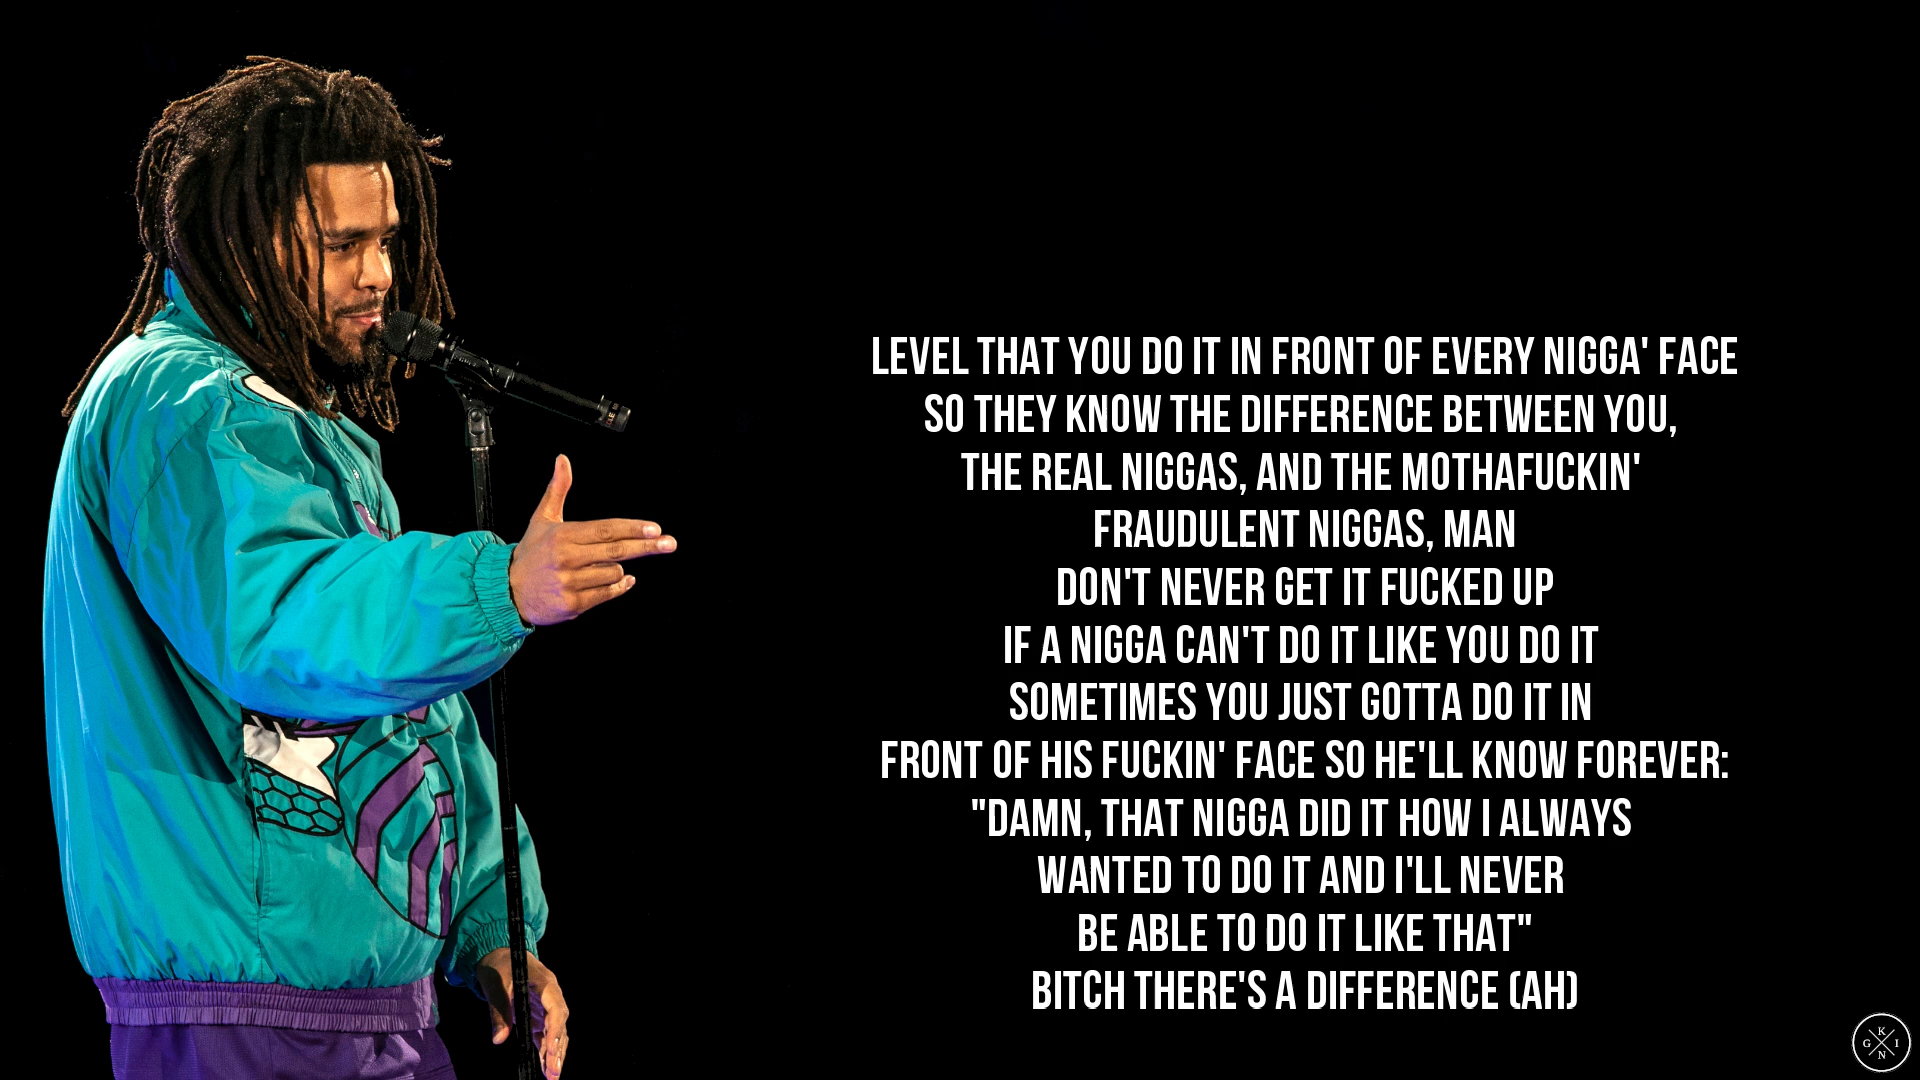 LEVEL THAT YOU DO IT IN FRONT OF EVERY NIGGA' FACE
SO THEY KNOW THE DIFFERENCE BETWEEN YOU,
THE REAL NIGGAS, AND THE MOTHAFUCKIN'
FRAUDULENT NIGGAS, MAN
DON'T NEVER GET IT FUCKED UP
IF A NIGGA CAN'T DO IT LIKE YOU DO IT
SOMETIMES YOU JUST GOTTA DO IT IN
FRONT OF HIS FUCKIN' FACE SO HE'LL KNOW FOREVER:
"DAMN, THAT NIGGA DID IT HOW I ALWAYS
WANTED TO DO IT AND I'LL NEVER
BE ABLE TO DO IT LIKE THAT"
BITCH THERE'S A DIFFERENCE (AH)
K
G I
N